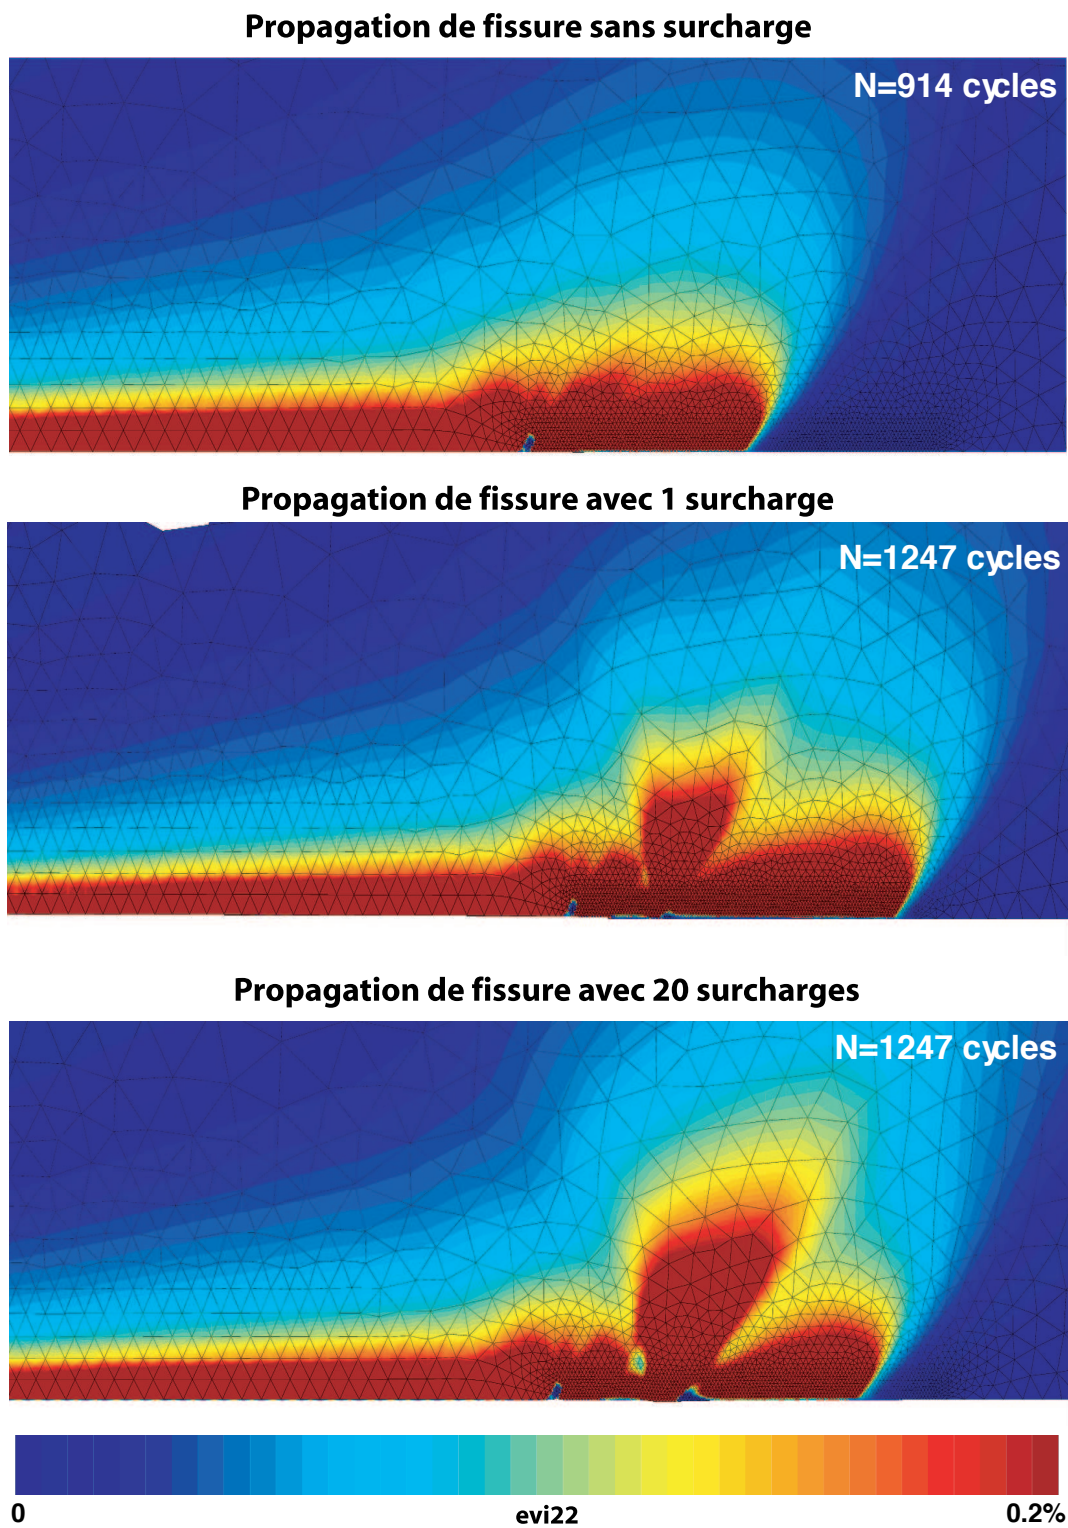 Propagation de fissure sans surcharge
N=914 cycles
Propagation de fissure avec 1 surcharge
N=1247 cycles
Propagation de fissure avec 20 surcharges
N=1247 cycles
0 evi22 0.2%